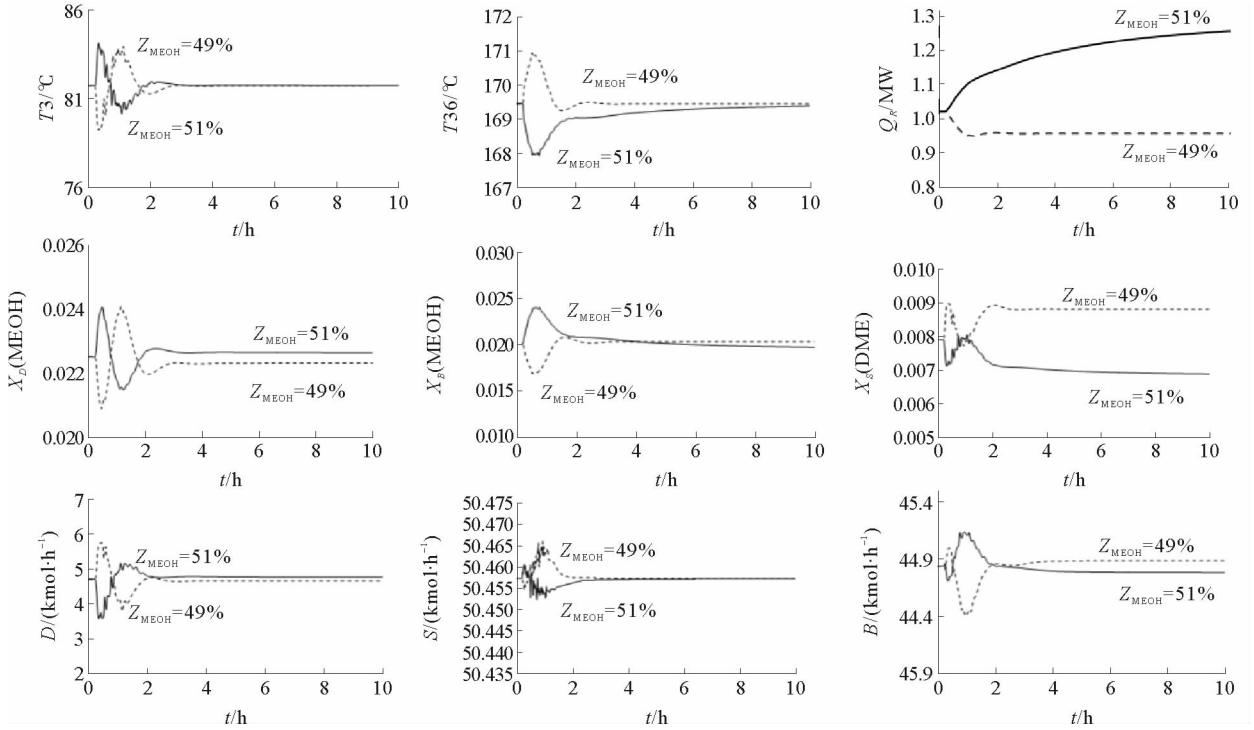 86
81
76
T3/℃
Z_MEOH=49%
Z_MEOH=51%
0 2 4 6 8 10
t/h
172
171
170
169
168
167
T36/℃
Z_MEOH=49%
Z_MEOH=51%
0 2 4 6 8 10
t/h
1.3
1.2
1.1
1.0
0.9
0.8
Q_R/MW
Z_MEOH=51%
Z_MEOH=49%
0 2 4 6 8 10
t/h
0.026
0.024
0.022
0.020
X_D(MEOH)
Z_MEOH=51%
Z_MEOH=49%
0 2 4 6 8 10
t/h
0.030
0.025
0.020
0.015
0.010
X_B(MEOH)
Z_MEOH=51%
Z_MEOH=49%
0 2 4 6 8 10
t/h
0.010
0.009
0.008
0.007
0.006
0.005
X_S(DME)
Z_MEOH=49%
Z_MEOH=51%
0 2 4 6 8 10
t/h
7
6
5
4
3
2
D/(kmol·h⁻¹)
Z_MEOH=51%
Z_MEOH=49%
0 2 4 6 8 10
t/h
50.475
50.470
50.465
50.460
50.455
50.450
50.445
50.440
50.435
S/(kmol·h⁻¹)
Z_MEOH=49%
Z_MEOH=51%
0 2 4 6 8 10
t/h
45.4
44.9
44.4
45.9
B/(kmol·h⁻¹)
Z_MEOH=49%
Z_MEOH=51%
0 2 4 6 8 10
t/h